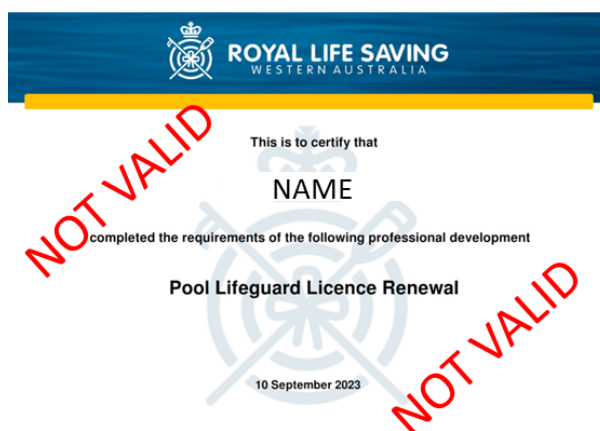 ROYAL LIFE SAVING
WESTERN AUSTRALIA
NOT VALID
This is to certify that
NAME
completed the requirements of the following professional development
Pool Lifeguard Licence Renewal
NOT VALID
10 September 2023